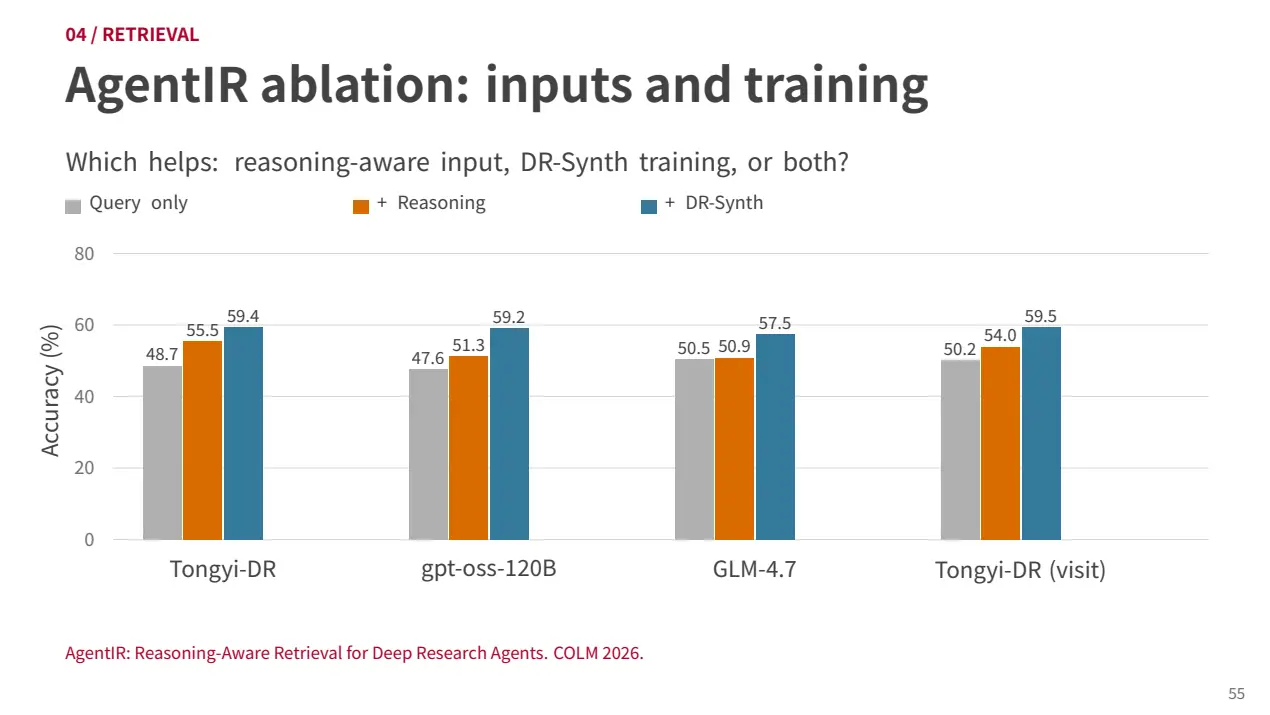 04 / RETRIEVAL
AgentIR ablation: inputs and training
Which helps: reasoning-aware input, DR-Synth training, or both?
Query only
+ Reasoning
+ DR-Synth
Accuracy (%)
80
60
40
20
0
48.7
55.5
59.4
47.6
51.3
59.2
50.5
50.9
57.5
50.2
54.0
59.5
Tongyi-DR
gpt-oss-120B
GLM-4.7
Tongyi-DR (visit)
AgentIR: Reasoning-Aware Retrieval for Deep Research Agents. COLM 2026.
55